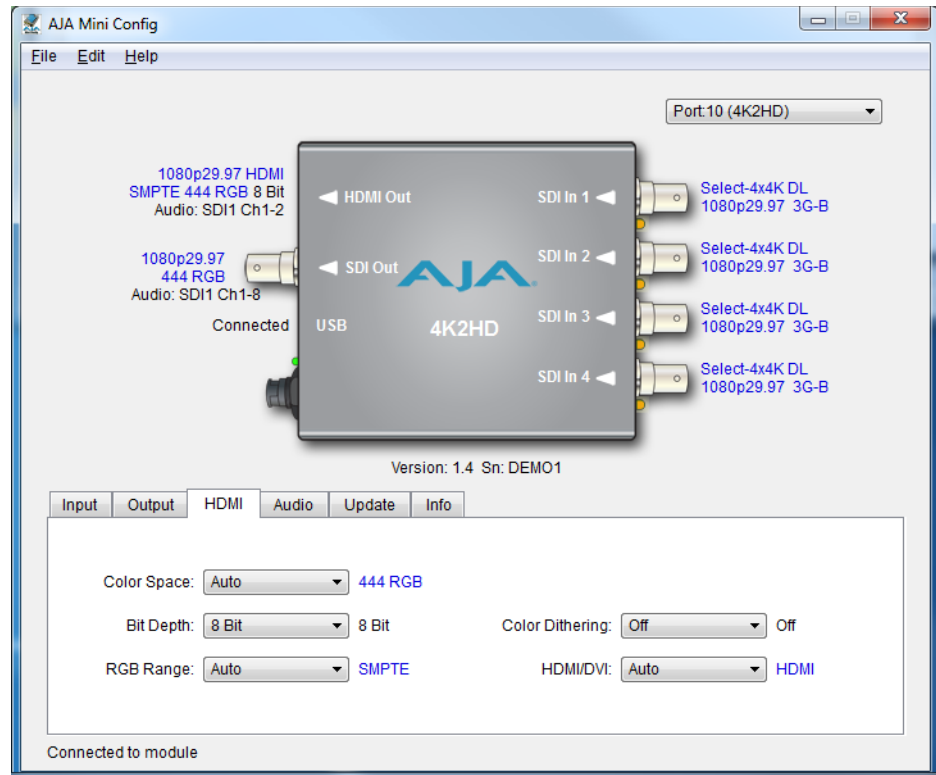 AJA Mini Config
File Edit Help
Port:10 (4K2HD)
1080p29.97 HDMI
SMPTE 444 RGB 8 Bit
Audio: SDI1 Ch1-2
HDMI Out
SDI In 1
Select-4x4K DL
1080p29.97 3G-B
1080p29.97
444 RGB
Audio: SDI1 Ch1-8
SDI Out
AJA
SDI In 2
Select-4x4K DL
1080p29.97 3G-B
Connected
USB
4K2HD
SDI In 3
Select-4x4K DL
1080p29.97 3G-B
SDI In 4
Select-4x4K DL
1080p29.97 3G-B
Version: 1.4 Sn: DEMO1
Input Output HDMI Audio Update Info
Color Space: Auto 444 RGB
Bit Depth: 8 Bit 8 Bit Color Dithering: Off Off
RGB Range: Auto SMPTE HDMI/DVI: Auto HDMI
Connected to module